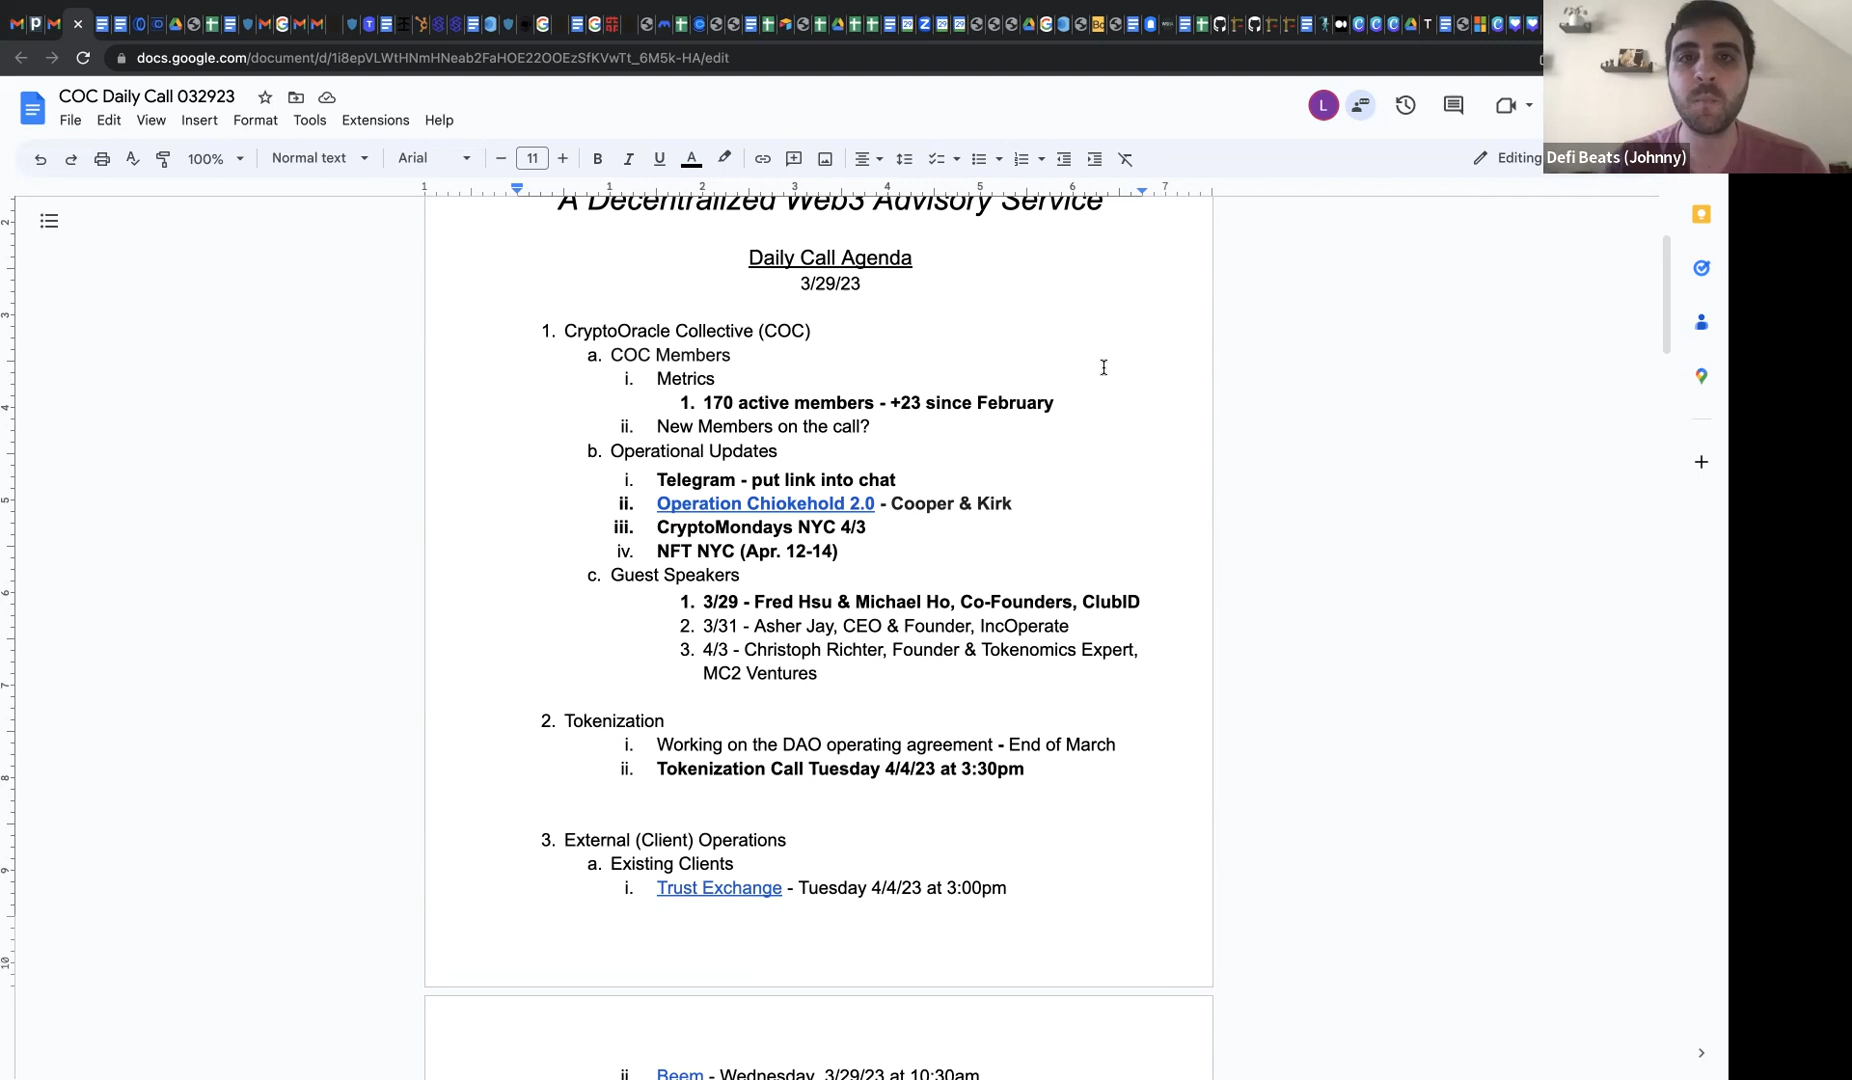 docs.google.com/document/d/1i8epVLWtHNmHNeab2FaHOE22OOEzSfKVwTt_6M5k-HA/edit
COC Daily Call 032923
L
File Edit View Insert Format Tools Extensions Help
100% Normal text Arial 11 B I U A Editing
Defi Beats (Johnny)
1 1 2 3 4 5 6 7
A Decentralized Web3 Advisory Service
Daily Call Agenda
3/29/23
1. CryptoOracle Collective (COC)
a. COC Members
i. Metrics
1. 170 active members - +23 since February
ii. New Members on the call?
b. Operational Updates
i. Telegram - put link into chat
ii. Operation Chiokehold 2.0 - Cooper & Kirk
iii. CryptoMondays NYC 4/3
iv. NFT NYC (Apr. 12-14)
c. Guest Speakers
1. 3/29 - Fred Hsu & Michael Ho, Co-Founders, ClubID
2. 3/31 - Asher Jay, CEO & Founder, IncOperate
3. 4/3 - Christoph Richter, Founder & Tokenomics Expert,
MC2 Ventures
2. Tokenization
i. Working on the DAO operating agreement - End of March
ii. Tokenization Call Tuesday 4/4/23 at 3:30pm
3. External (Client) Operations
a. Existing Clients
i. Trust Exchange - Tuesday 4/4/23 at 3:00pm
ii. Beem - Wednesday, 3/29/23 at 10:30am